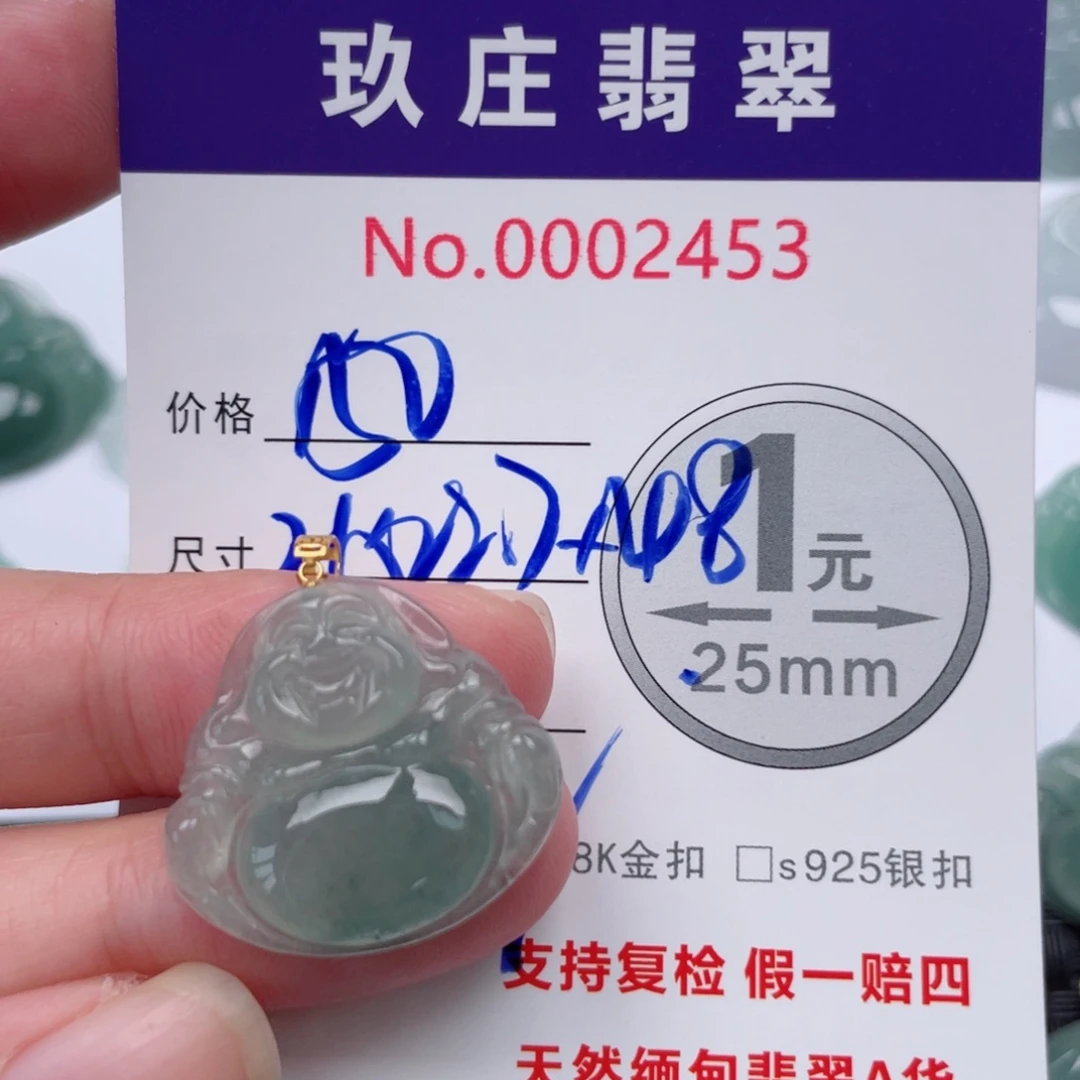 玖庄翡翠
No.0002453
价格
尺寸
1元
25mm
8K金扣 □s925银扣
支持复检 假一赔四
天然缅甸翡翠A货